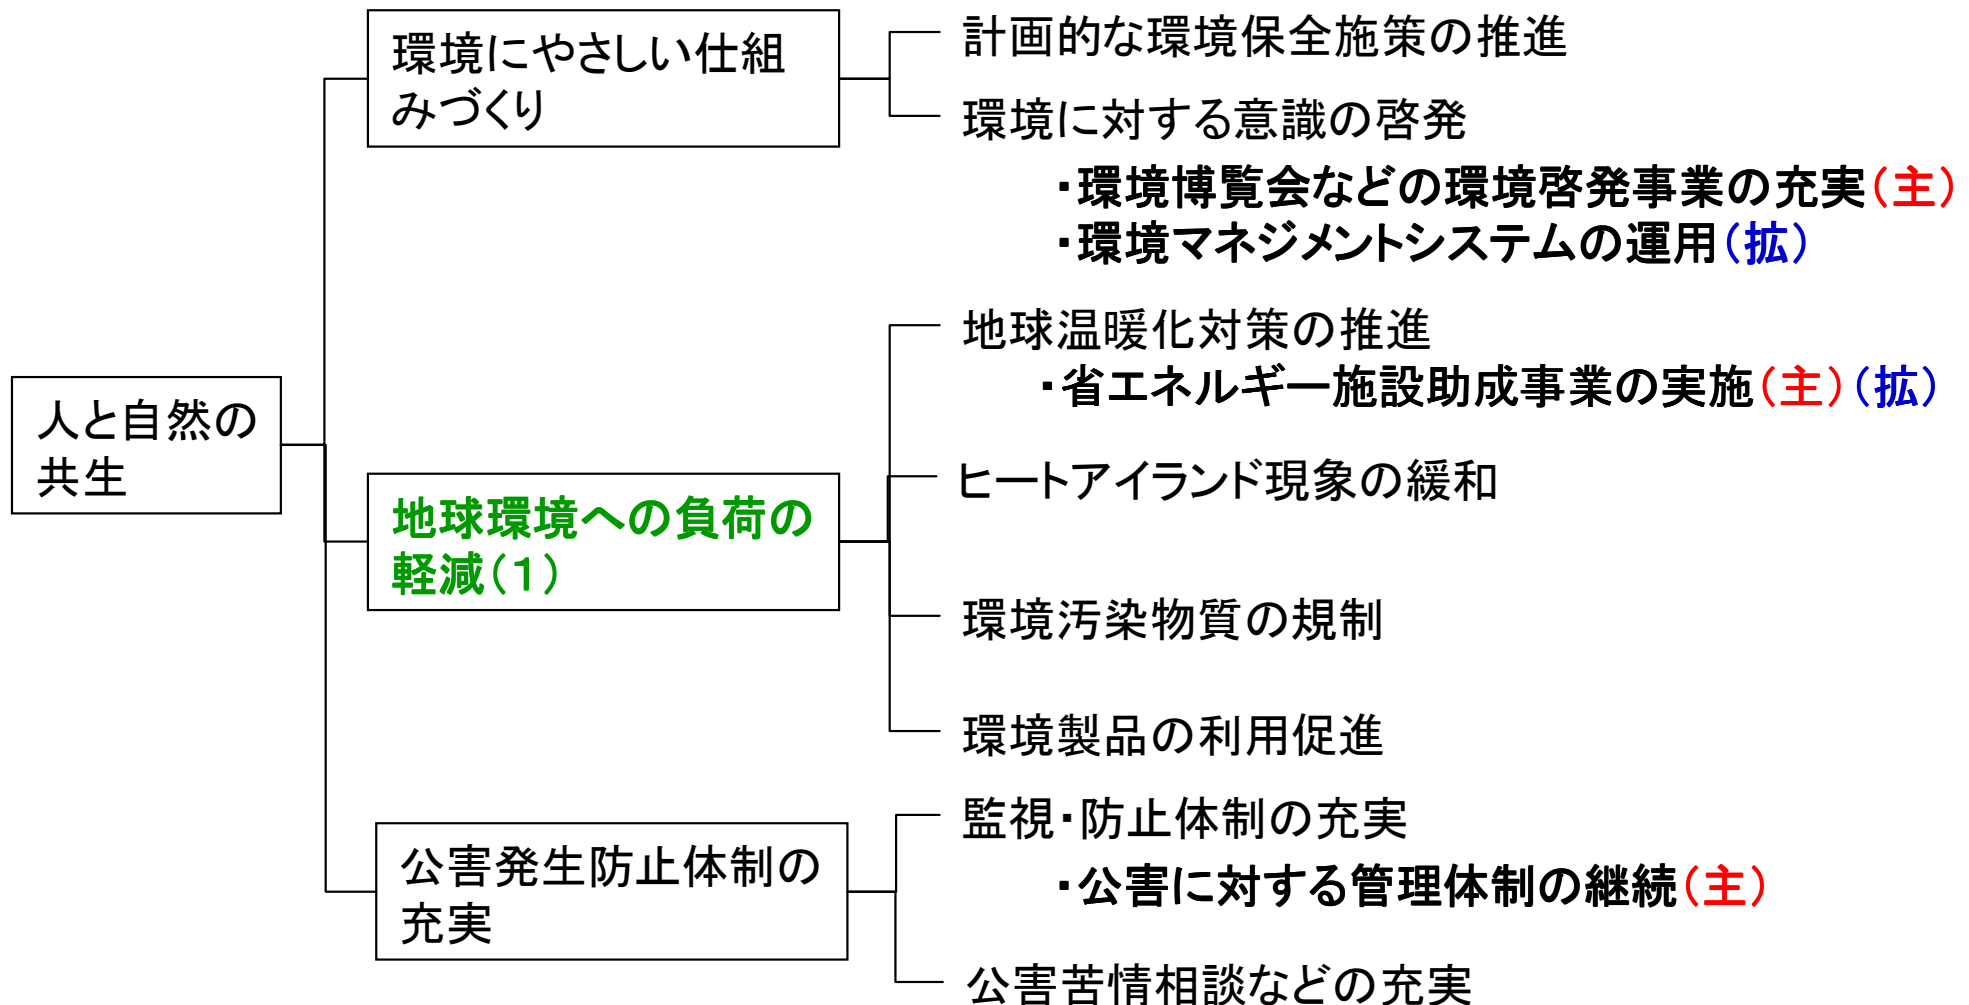 人と自然の
共生
環境にやさしい仕組
みづくり
計画的な環境保全施策の推進
環境に対する意識の啓発
・環境博覧会などの環境啓発事業の充実(主)
・環境マネジメントシステムの運用(拡)
地球環境への負荷の
軽減(１)
地球温暖化対策の推進
・省エネルギー施設助成事業の実施(主)(拡)
ヒートアイランド現象の緩和
環境汚染物質の規制
環境製品の利用促進
公害発生防止体制の
充実
監視・防止体制の充実
・公害に対する管理体制の継続(主)
公害苦情相談などの充実